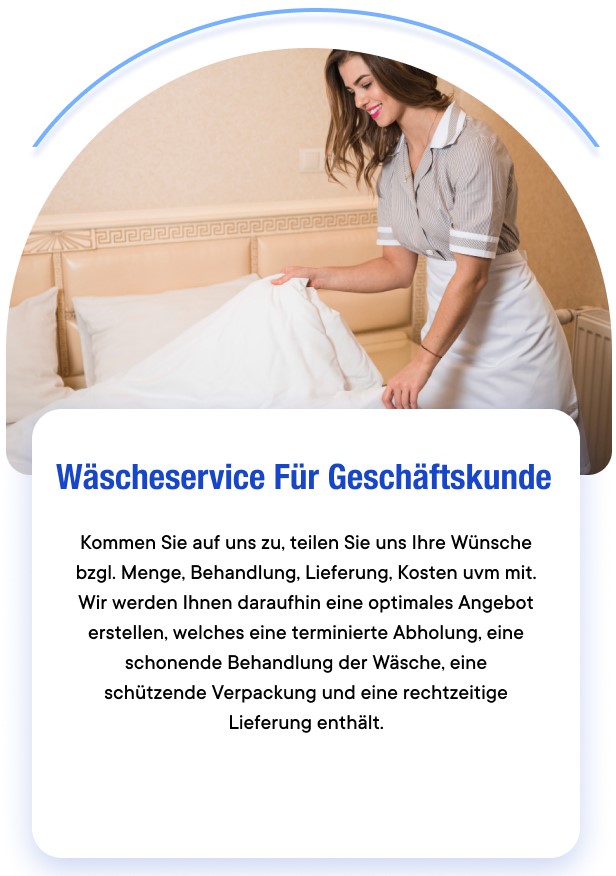 Wäscheservice Für Geschäftskunde
Kommen Sie auf uns zu, teilen Sie uns Ihre Wünsche
bzgl. Menge, Behandlung, Lieferung, Kosten uvm mit.
Wir werden Ihnen daraufhin eine optimales Angebot
erstellen, welches eine terminierte Abholung, eine
schonende Behandlung der Wäsche, eine
schützende Verpackung und eine rechtzeitige
Lieferung enthält.